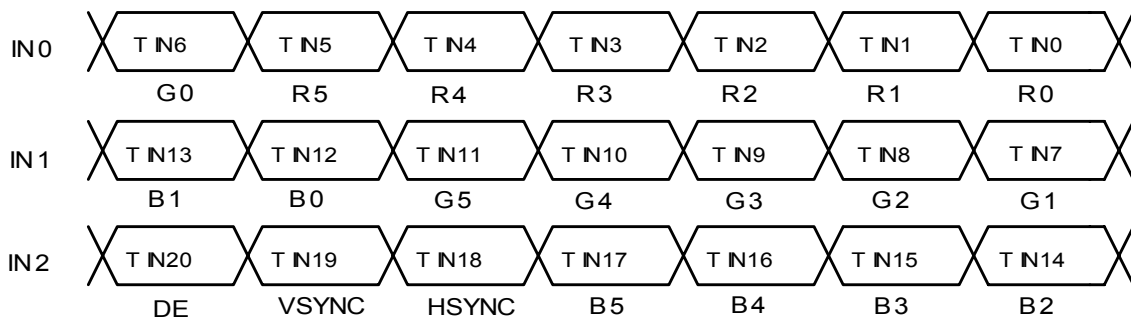 IN0 TIN6 TIN5 TIN4 TIN3 TIN2 TIN1 TIN0
G0 R5 R4 R3 R2 R1 R0
IN1 TIN13 TIN12 TIN11 TIN10 TIN9 TIN8 TIN7
B1 B0 G5 G4 G3 G2 G1
IN2 TIN20 TIN19 TIN18 TIN17 TIN16 TIN15 TIN14
DE VSYNC HSYNC B5 B4 B3 B2